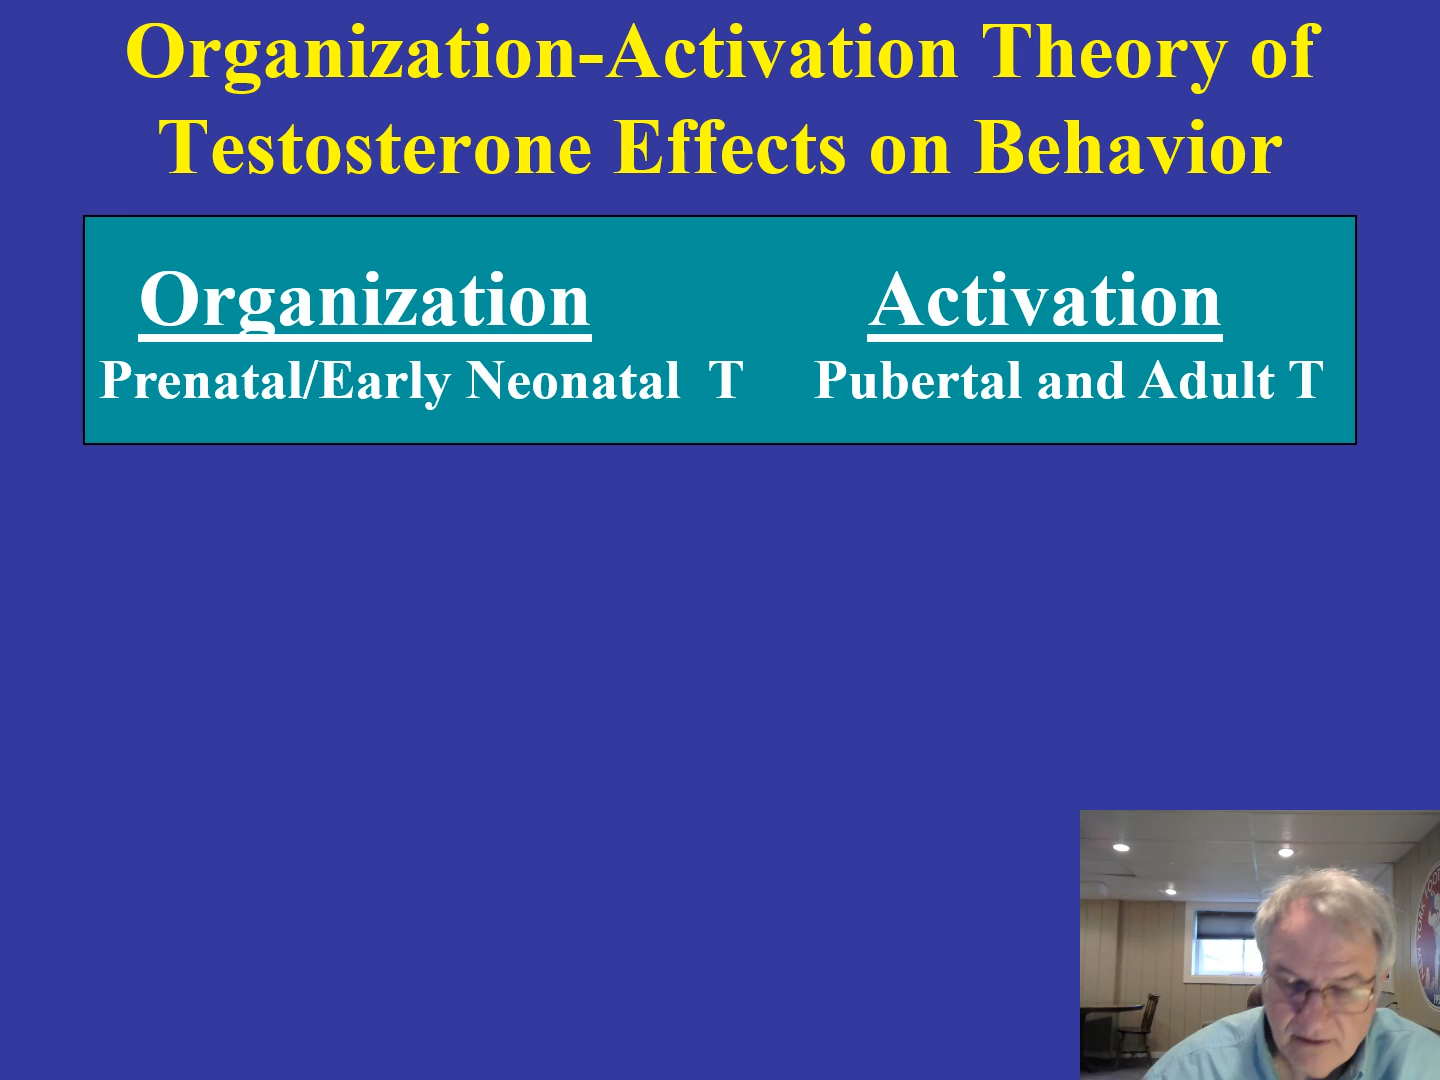 Organization-Activation Theory of
Testosterone Effects on Behavior
Organization Activation
Prenatal/Early Neonatal T Pubertal and Adult T